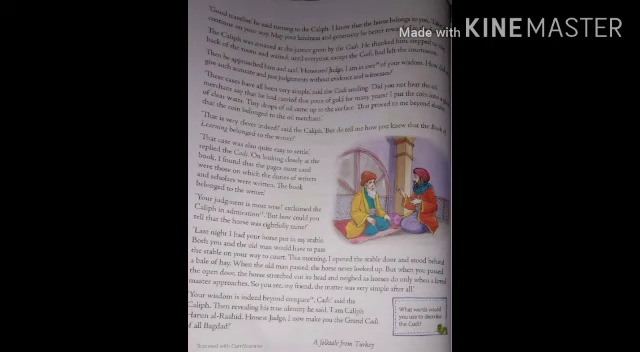 'Good traveller,' he said turning to the Caliph. 'I know that the horse belongs to you. Take
continue on your way. May your kindness and generosity be better
The Caliph was amazed at the justice given by the Cadi. He thanked him, stepped to the
back of the room and waited, until everyone except the Cadi, had left the courtroom.
Then he approached him and said, 'Honoured Judge, I am in awe of your wisdom. How did
give such accurate and just judgements without evidence and witnesses?'
'These cases have all been very simple,' said the Cadi smiling. 'Did you not hear the oil
merchant say that he had carried that piece of gold for many years? I put the coin into a
of clean water. Tiny drops of oil came up to the surface. That proved to me beyond doubt
that the coin belonged to the oil merchant.'
'That is very clever indeed!' said the Caliph. 'But do tell me how you knew that the Book of
Learning belonged to the writer.'
'That case was also quite easy to settle,'
replied the Cadi. 'On looking closely at the
book, I found that the pages most used
were those on which the duties of writers
and scholars were written. The book
belonged to the writer.'
'Your judgment is most wise!' exclaimed the
Caliph in admiration. 'But how could you
tell that the horse was rightfully mine?'
'Last night I had your horse put in my stable.
Both you and the old man would have to pass
the stable on your way to court. This morning, I opened the stable door and stood behind
a bale of hay. When the old man passed, the horse never looked up. But when you passed
the open door, the horse stretched out its head and neighed as horses do only when a loved
master approaches. So you see, my friend, the matter was very simple after all.'
'Your wisdom is indeed beyond compare, Cadi,' said the
Caliph. Then revealing his true identity he said, 'I am Caliph
Harun al-Rashid. Honest Judge, I now make you the Grand Cadi
of all Bagdad!'
A folktale from Turkey
What words would
you use to describe
the Cadi?
Scanned with CamScanner
Made with KINEMASTER